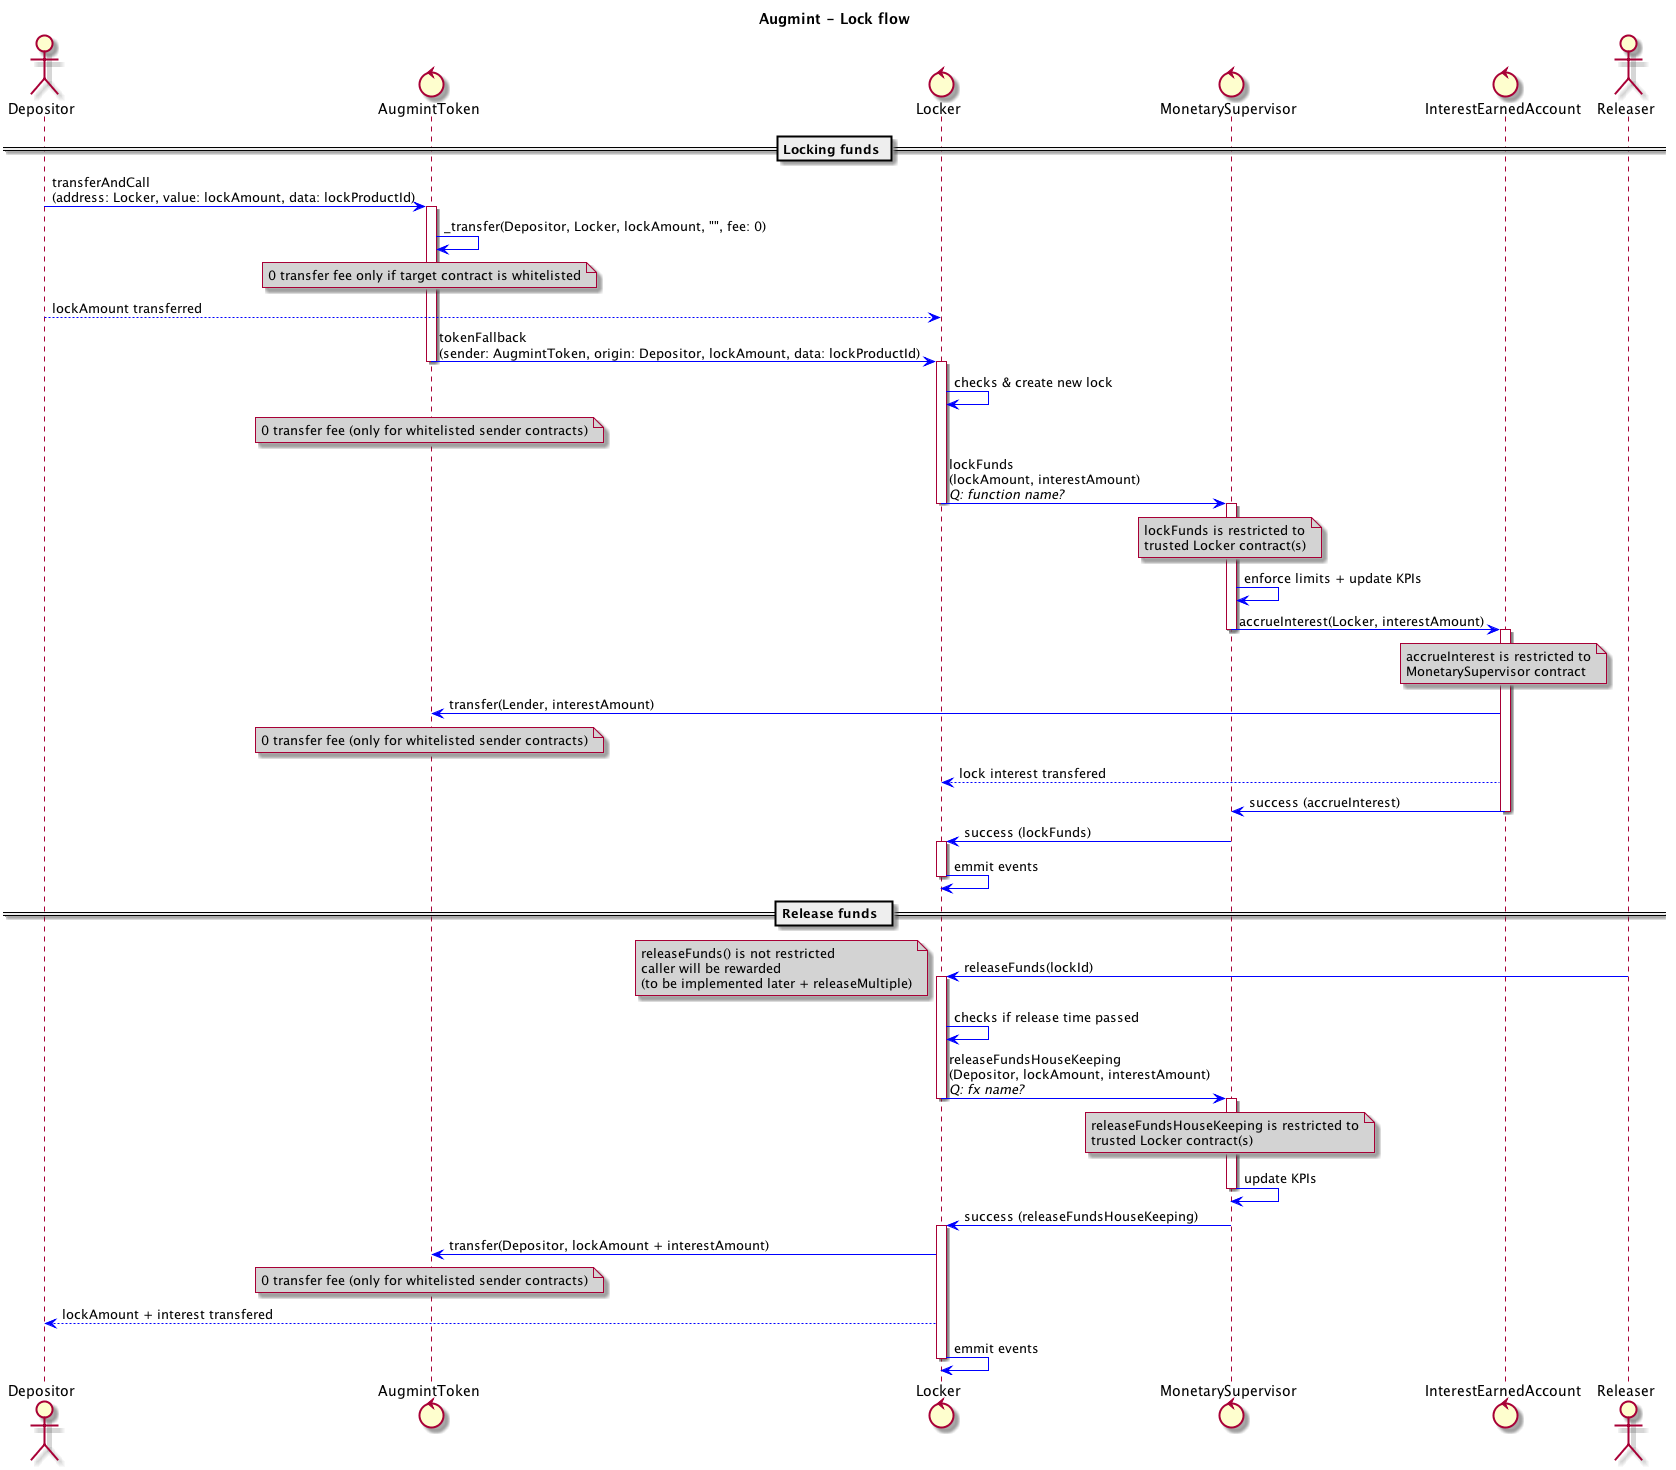 Augmint - Lock flow
Depositor
AugmintToken
Locker
MonetarySupervisor
InterestEarnedAccount
Releaser
Locking funds
transferAndCall
(address: Locker, value: lockAmount, data: lockProductId)
_transfer(Depositor, Locker, lockAmount, "", fee: 0)
0 transfer fee only if target contract is whitelisted
lockAmount transferred
tokenFallback
(sender: AugmintToken, origin: Depositor, lockAmount, data: lockProductId)
checks & create new lock
0 transfer fee (only for whitelisted sender contracts)
lockFunds
(lockAmount, interestAmount)
Q: function name?
lockFunds is restricted to
trusted Locker contract(s)
enforce limits + update KPIs
accrueInterest(Locker, interestAmount)
accrueInterest is restricted to
MonetarySupervisor contract
transfer(Lender, interestAmount)
0 transfer fee (only for whitelisted sender contracts)
lock interest transfered
success (accrueInterest)
success (lockFunds)
emmit events
Release funds
releaseFunds() is not restricted
caller will be rewarded
(to be implemented later + releaseMultiple)
releaseFunds(lockId)
checks if release time passed
releaseFundsHouseKeeping
(Depositor, lockAmount, interestAmount)
Q: fx name?
releaseFundsHouseKeeping is restricted to
trusted Locker contract(s)
update KPIs
success (releaseFundsHouseKeeping)
transfer(Depositor, lockAmount + interestAmount)
0 transfer fee (only for whitelisted sender contracts)
lockAmount + interest transfered
emmit events
Depositor
AugmintToken
Locker
MonetarySupervisor
InterestEarnedAccount
Releaser